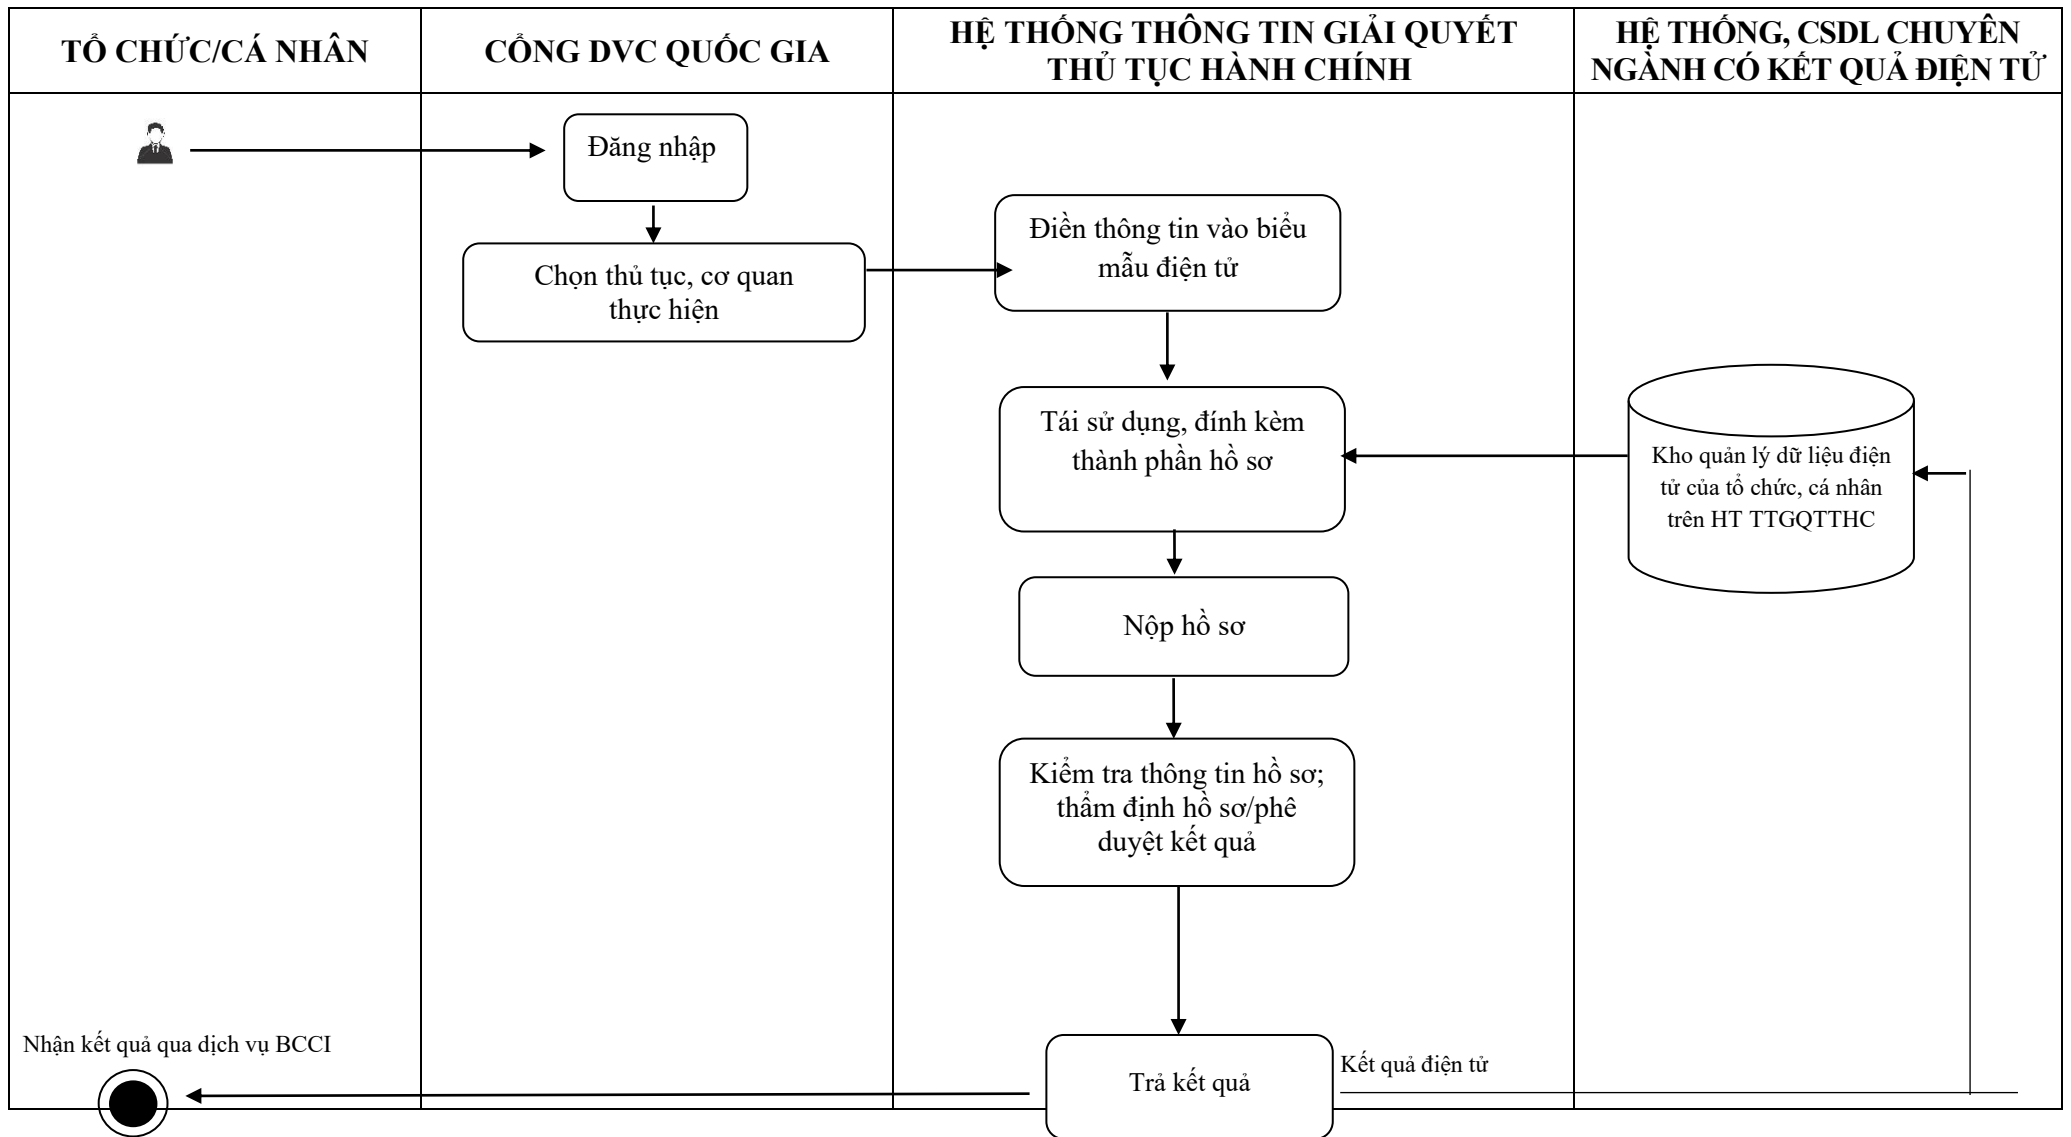 TỔ CHỨC/CÁ NHÂN
CỔNG DVC QUỐC GIA
HỆ THỐNG THÔNG TIN GIẢI QUYẾT
THỦ TỤC HÀNH CHÍNH
HỆ THỐNG, CSDL CHUYÊN
NGÀNH CÓ KẾT QUẢ ĐIỆN TỬ
Đăng nhập
Chọn thủ tục, cơ quan
thực hiện
Điền thông tin vào biểu
mẫu điện tử
Tái sử dụng, đính kèm
thành phần hồ sơ
Kho quản lý dữ liệu điện
tử của tổ chức, cá nhân
trên HT TTGQTTHC
Nộp hồ sơ
Kiểm tra thông tin hồ sơ;
thẩm định hồ sơ/phê
duyệt kết quả
Nhận kết quả qua dịch vụ BCCI
Trả kết quả
Kết quả điện tử